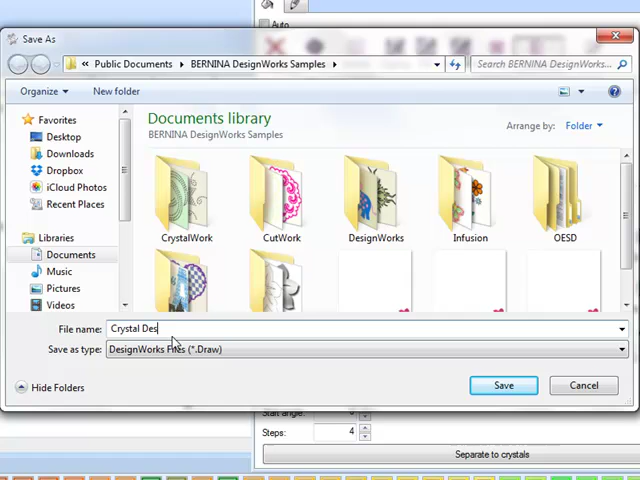 Auto
Save As
« Public Documents ▸ BERNINA DesignWorks Samples ▸
Search BERNINA DesignWorks...
Organize ▾ New folder
Favorites
Desktop
Downloads
Dropbox
iCloud Photos
Recent Places
Libraries
Documents
Music
Pictures
Videos
Documents library
BERNINA DesignWorks Samples
Arrange by: Folder ▾
CrystalWork CutWork DesignWorks Infusion OESD
File name: Crystal Des
Save as type: DesignWorks Files (*.Draw)
Hide Folders
Save Cancel
Start angle:
Steps: 4
Separate to crystals